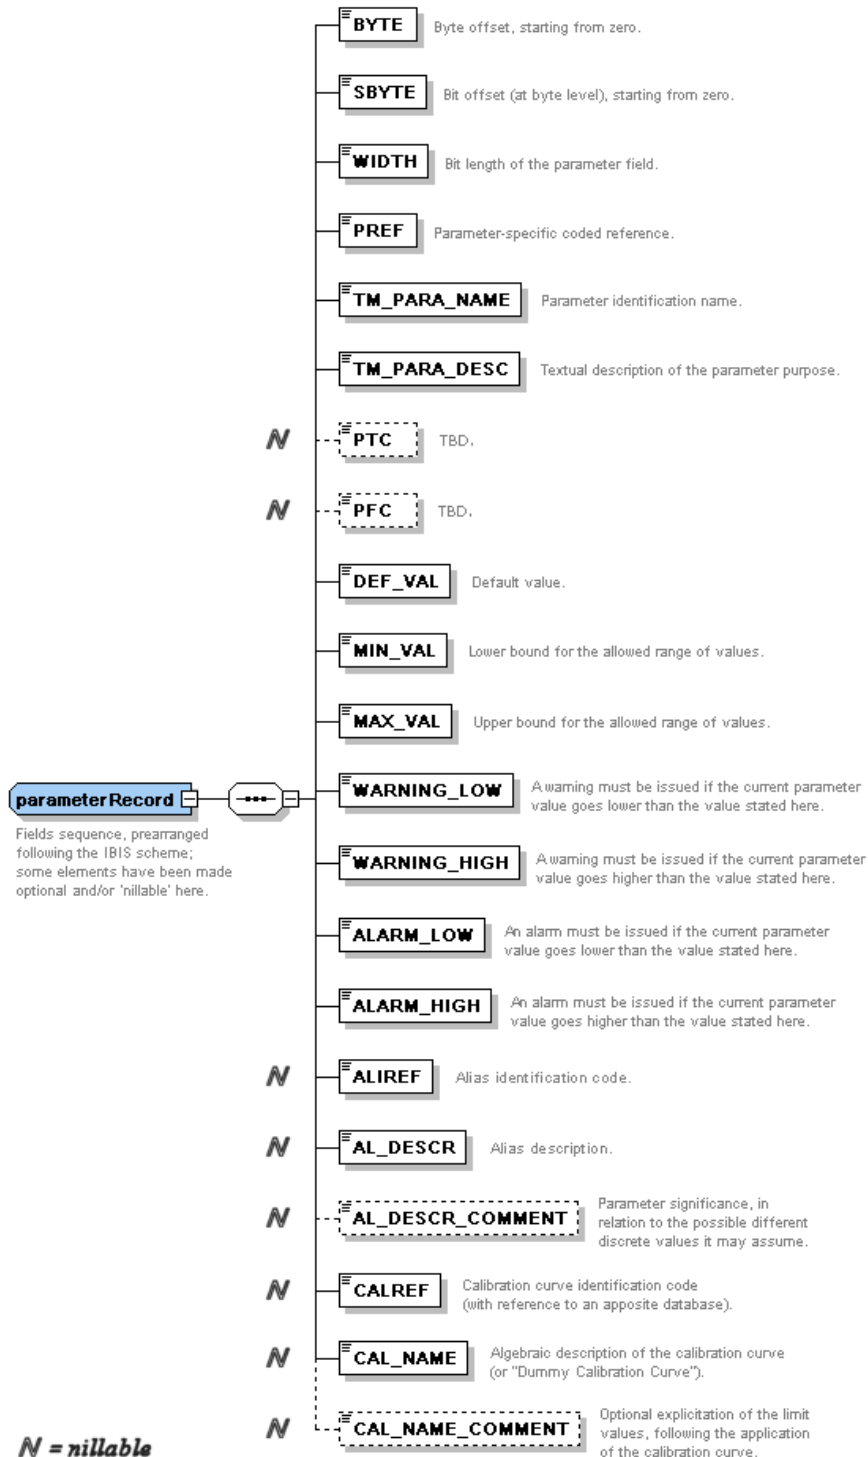 BYTE
Byte offset, starting from zero.
SBYTE
Bit offset (at byte level), starting from zero.
WIDTH
Bit length of the parameter field.
PREF
Parameter-specific coded reference.
TM_PARA_NAME
Parameter identification name.
TM_PARA_DESC
Textual description of the parameter purpose.
N
PTC
TBD.
N
PFC
TBD.
DEF_VAL
Default value.
MIN_VAL
Lower bound for the allowed range of values.
MAX_VAL
Upper bound for the allowed range of values.
parameterRecord
Fields sequence, prearranged
following the IBIS scheme;
some elements have been made
optional and/or 'nillable' here.
WARNING_LOW
A warning must be issued if the current parameter
value goes lower than the value stated here.
WARNING_HIGH
A warning must be issued if the current parameter
value goes higher than the value stated here.
ALARM_LOW
An alarm must be issued if the current parameter
value goes lower than the value stated here.
ALARM_HIGH
An alarm must be issued if the current parameter
value goes higher than the value stated here.
N
ALIREF
Alias identification code.
N
AL_DESCR
Alias description.
N
AL_DESCR_COMMENT
Parameter significance, in
relation to the possible different
discrete values it may assume.
N
CALREF
Calibration curve identification code
(with reference to an apposite database).
N
CAL_NAME
Algebraic description of the calibration curve
(or "Dummy Calibration Curve").
N
CAL_NAME_COMMENT
Optional explicitation of the limit
values, following the application
of the calibration curve.
N = nillable